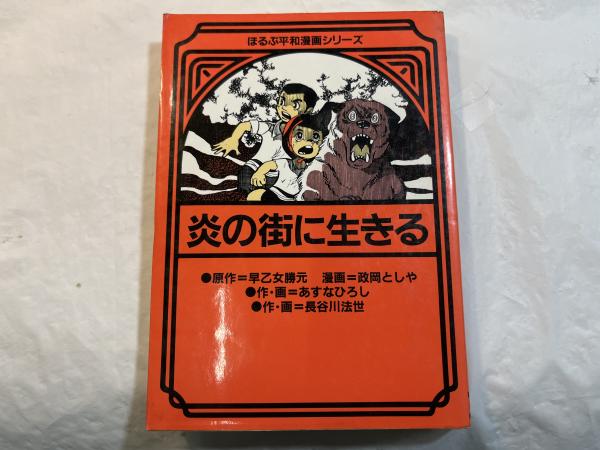 ほるぷ平和漫画シリーズ
炎の街に生きる
●原作=早乙女勝元　漫画=政岡としや
●作・画=あすなひろし
●作・画=長谷川法世